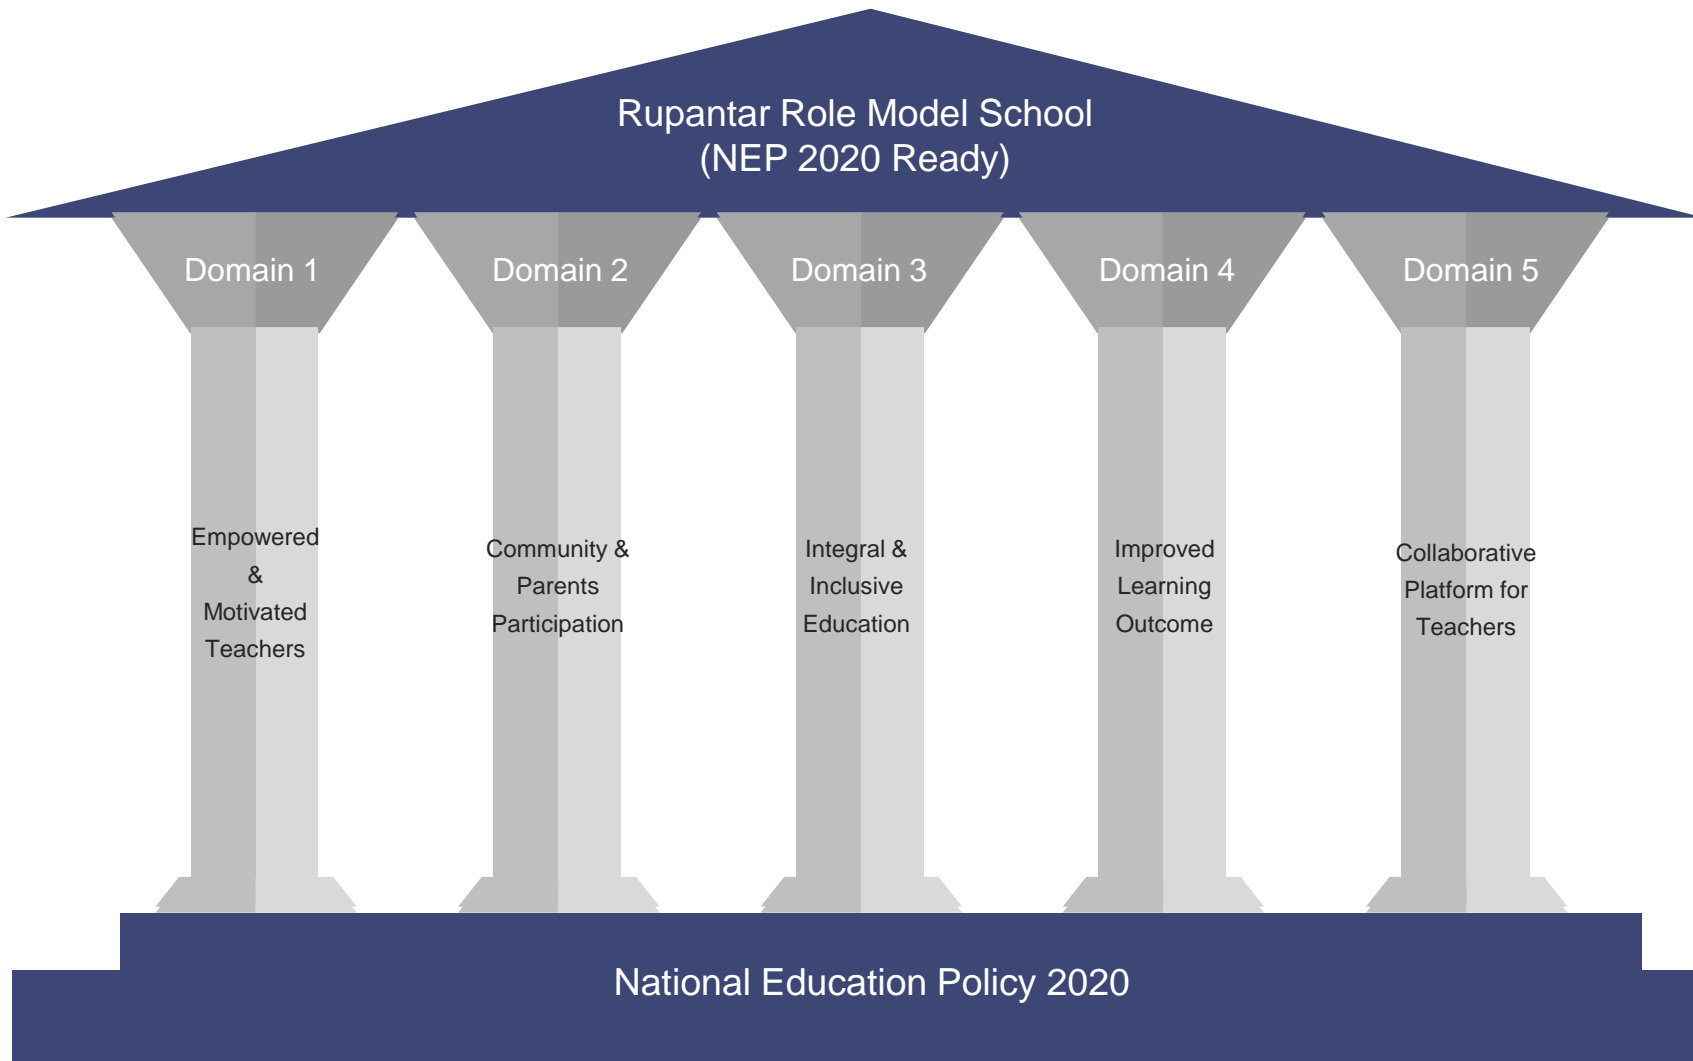 Rupantar Role Model School
(NEP 2020 Ready)
Domain 1
Domain 2
Domain 3
Domain 4
Domain 5
Empowered
&
Motivated
Teachers
Community &
Parents
Participation
Integral &
Inclusive
Education
Improved
Learning
Outcome
Collaborative
Platform for
Teachers
National Education Policy 2020